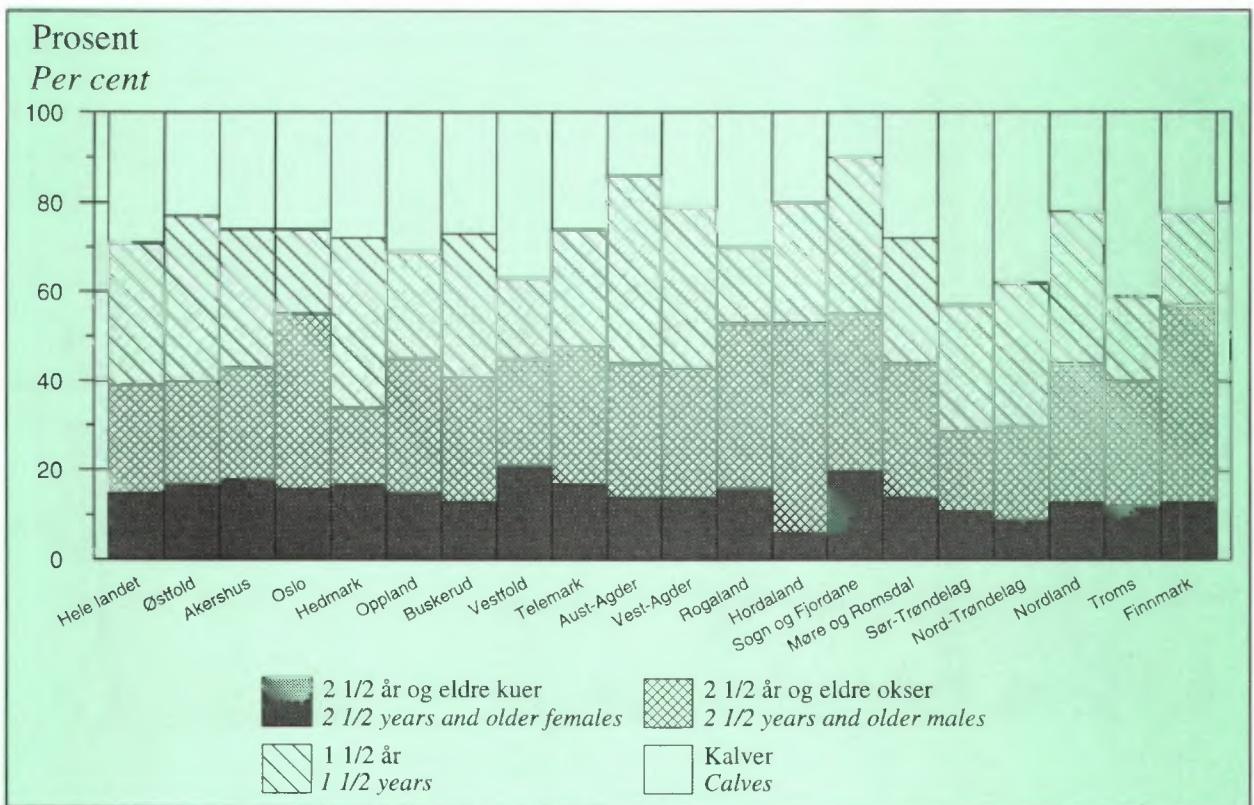 Prosent
Per cent
100
80
60
40
20
0
Hele landet
Østfold
Akershus
Oslo
Hedmark
Oppland
Buskerud
Vestfold
Telemark
Aust-Agder
Vest-Agder
Rogaland
Hordaland
Sogn og Fjordane
Møre og Romsdal
Sør-Trøndelag
Nord-Trøndelag
Nordland
Troms
Finnmark
2 1/2 år og eldre kuer
2 1/2 years and older females
2 1/2 år og eldre okser
2 1/2 years and older males
1 1/2 år
1 1/2 years
Kalver
Calves